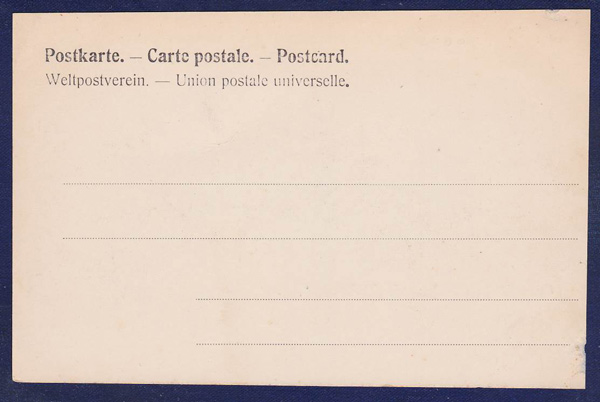 Postkarte. — Carte postale. — Postcard.
Weltpostverein. — Union postale universelle.